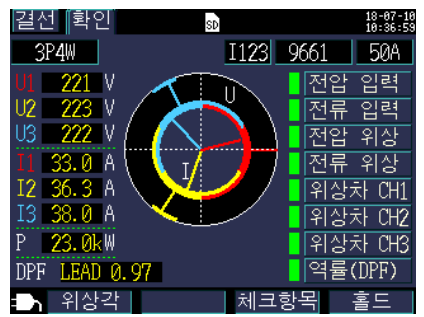 결선 확인 SD 18-07-10
10:36:59
3P4W I123 9661 50A
U1 221 V
U2 223 V
U3 222 V
I1 33.0 A
I2 36.3 A
I3 38.0 A
P 23.0kW
DPF LEAD 0.97
U
I
전압 입력
전류 입력
전압 위상
전류 위상
위상차 CH1
위상차 CH2
위상차 CH3
역률(DPF)
위상각 체크항목 홀드